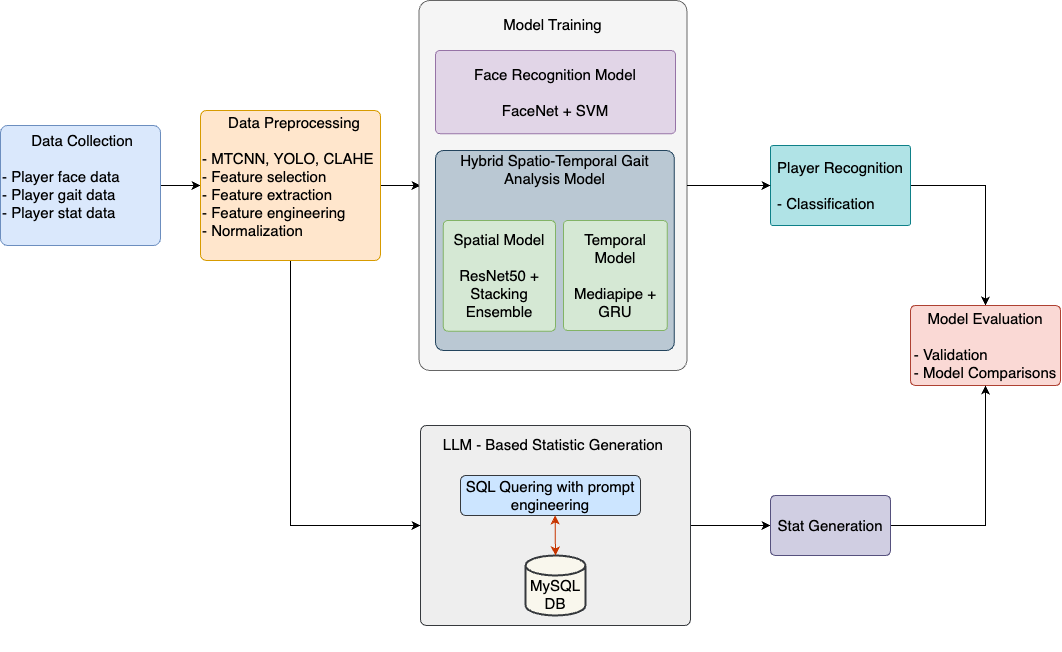 Model Training
Face Recognition Model
FaceNet + SVM
Data Collection
- Player face data
- Player gait data
- Player stat data
Data Preprocessing
- MTCNN, YOLO, CLAHE
- Feature selection
- Feature extraction
- Feature engineering
- Normalization
Hybrid Spatio-Temporal Gait
Analysis Model
Spatial Model
ResNet50 +
Stacking
Ensemble
Temporal
Model
Mediapipe +
GRU
Player Recognition
- Classification
Model Evaluation
- Validation
- Model Comparisons
LLM - Based Statistic Generation
SQL Quering with prompt
engineering
MySQL
DB
Stat Generation